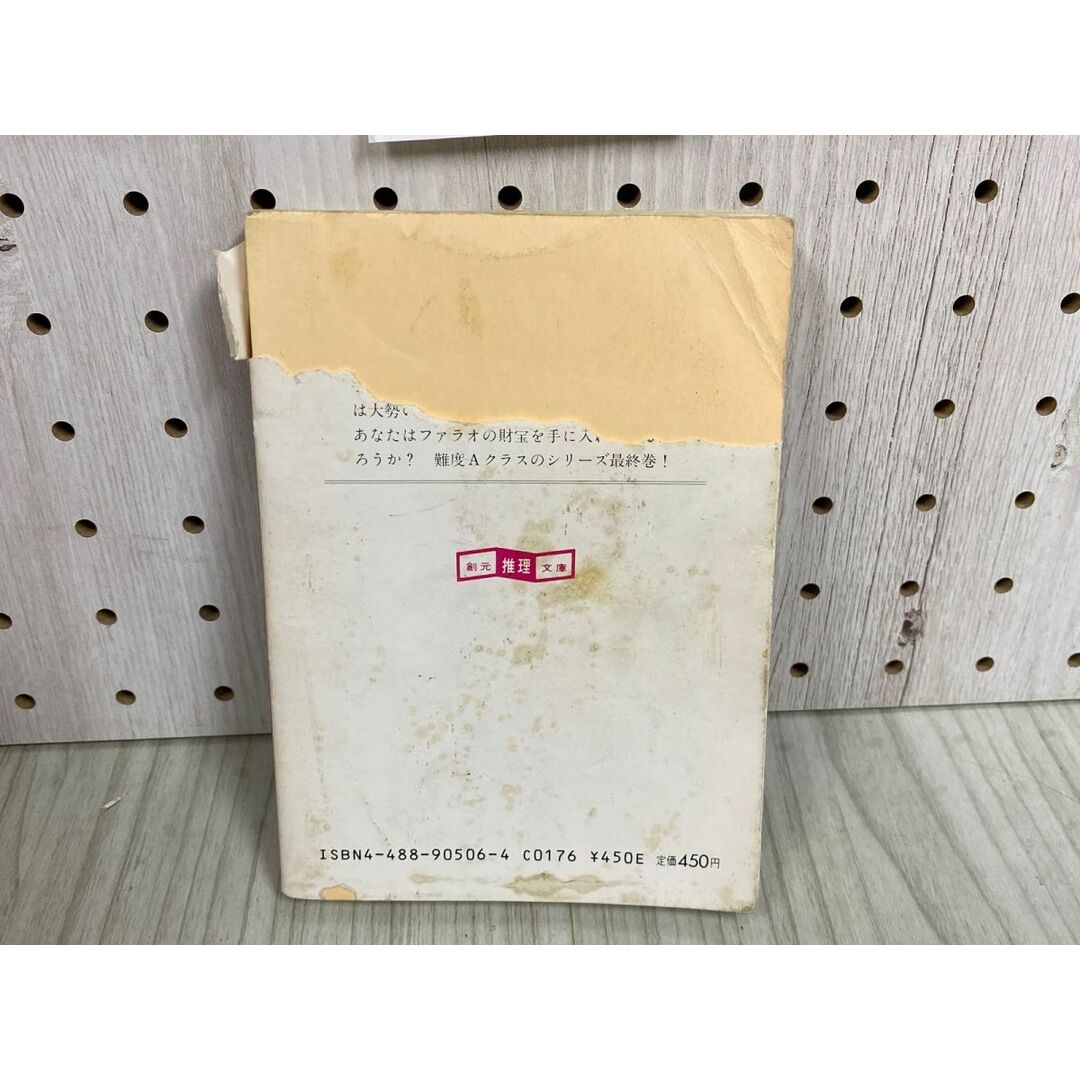 は大勢い
あなたはファラオの財宝を手に入
ろうか？　難度Aクラスのシリーズ最終巻！
創元 推理 文庫
ISBN4-488-90506-4 C0176 ¥450E 定価450円